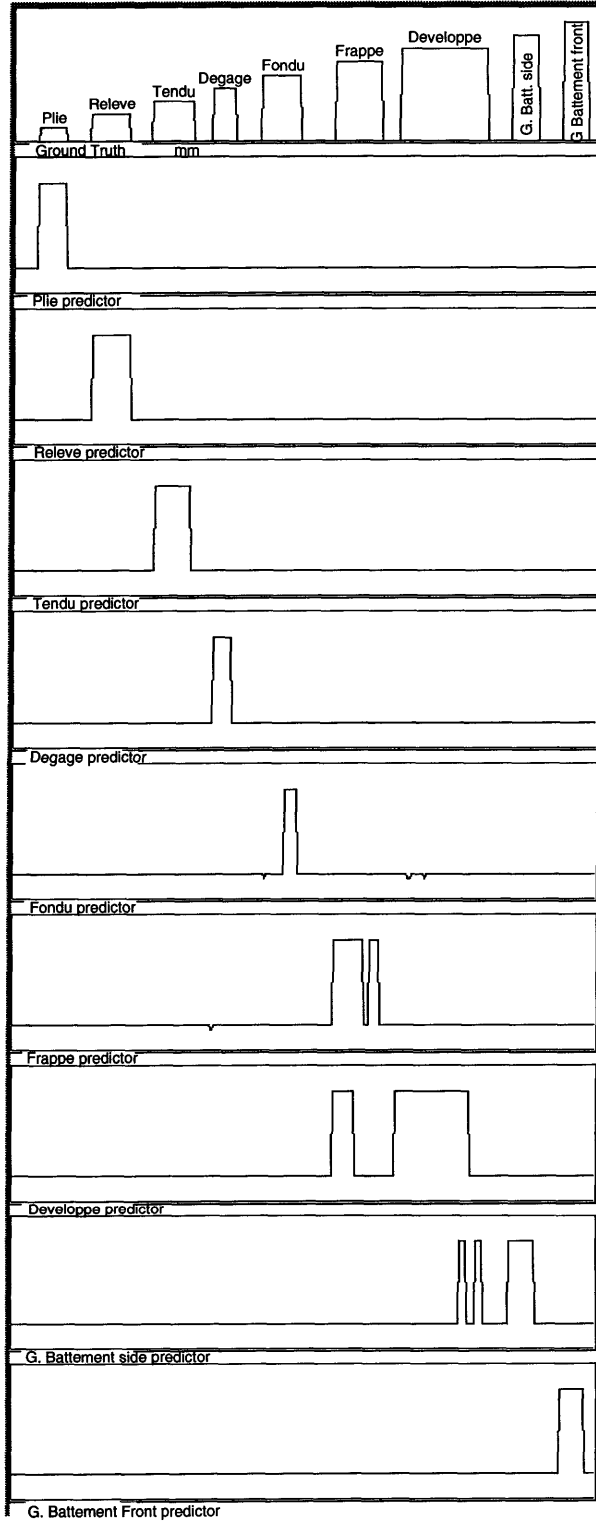 Plie
Releve
Tendu
Degage
Fondu
Frappe
Developpe
G. Batt. side
G Battement front
Ground Truth mm
Plie predictor
Releve predictor
Tendu predictor
Degage predictor
Fondu predictor
Frappe predictor
Developpe predictor
G. Battement side predictor
G. Battement Front predictor